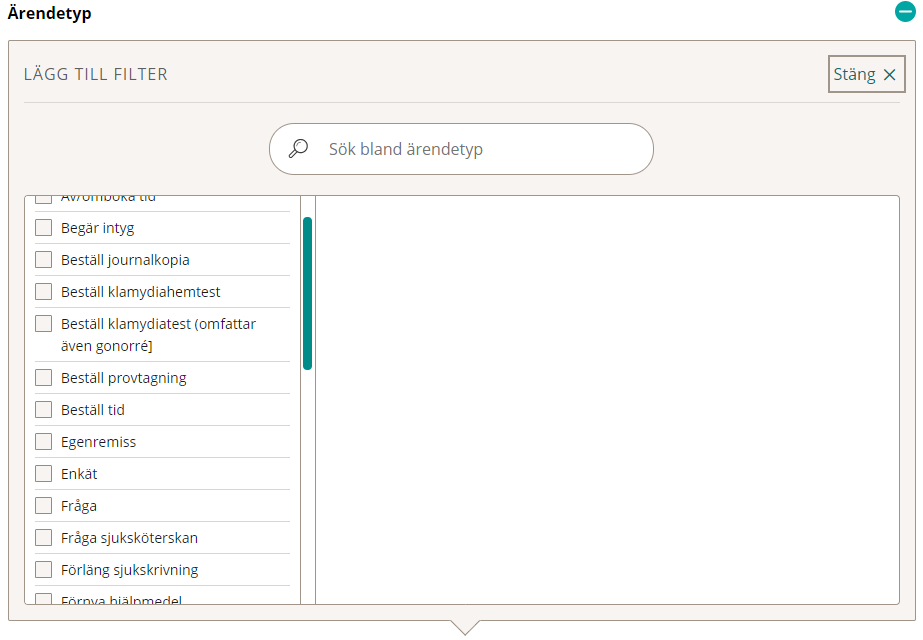 Ärendetyp
LÄGG TILL FILTER
Stäng
Sök bland ärendetyp
Av/omboka tid
Begär intyg
Beställ journalkopia
Beställ klamydiahemtest
Beställ klamydiatest (omfattar
även gonorré]
Beställ provtagning
Beställ tid
Egenremiss
Enkät
Fråga
Fråga sjuksköterskan
Förläng sjukskrivning
Förnya hjälpmedel